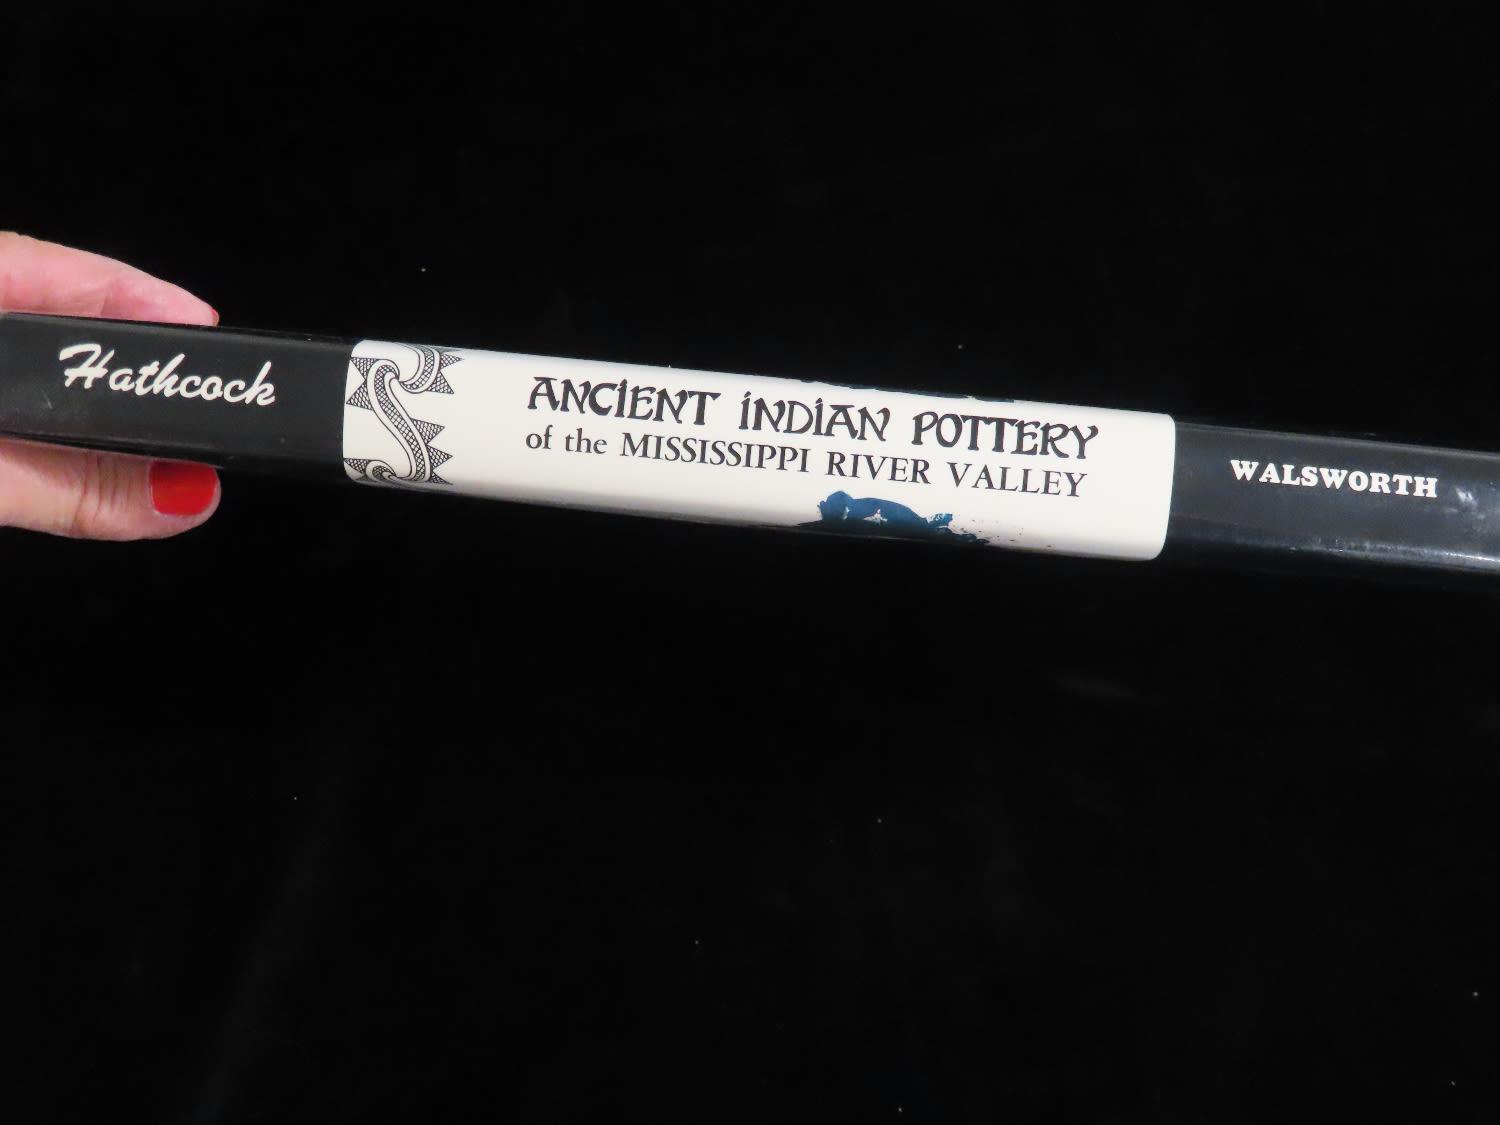 Hathcock
ANCIENT INDIAN POTTERY
of the MISSISSIPPI RIVER VALLEY
WALSWORTH